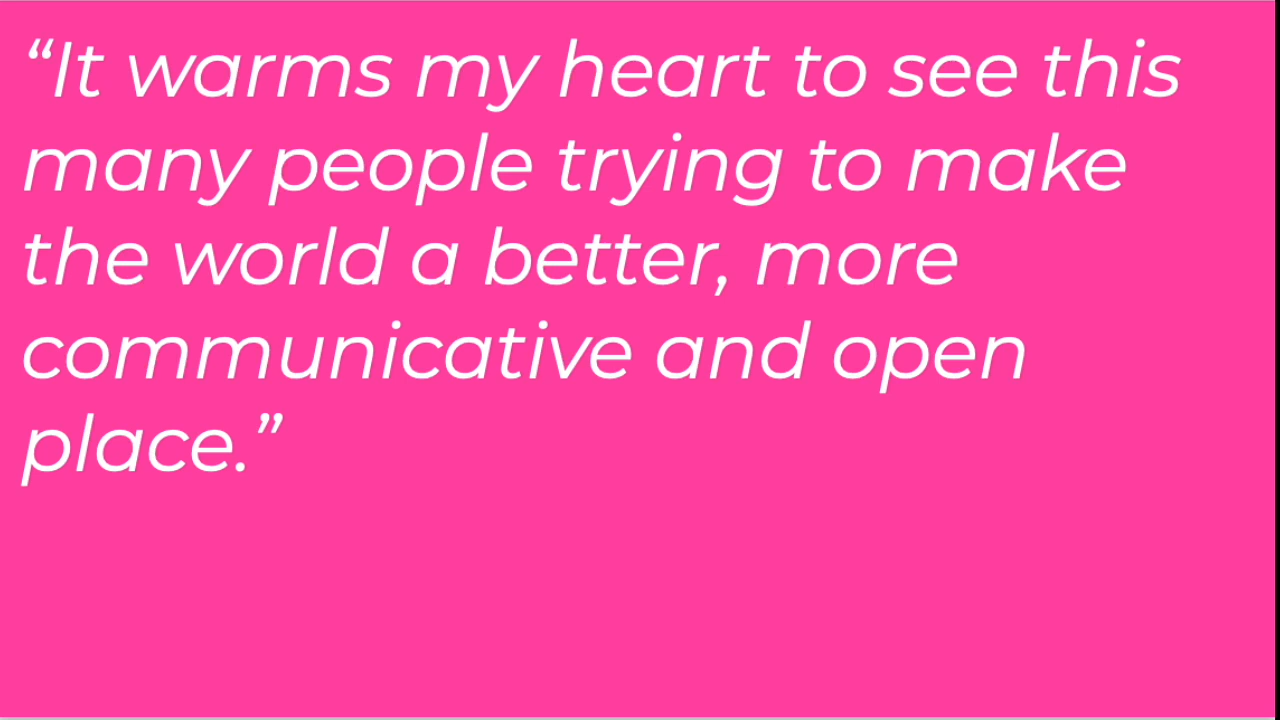 “It warms my heart to see this
many people trying to make
the world a better, more
communicative and open
place.”